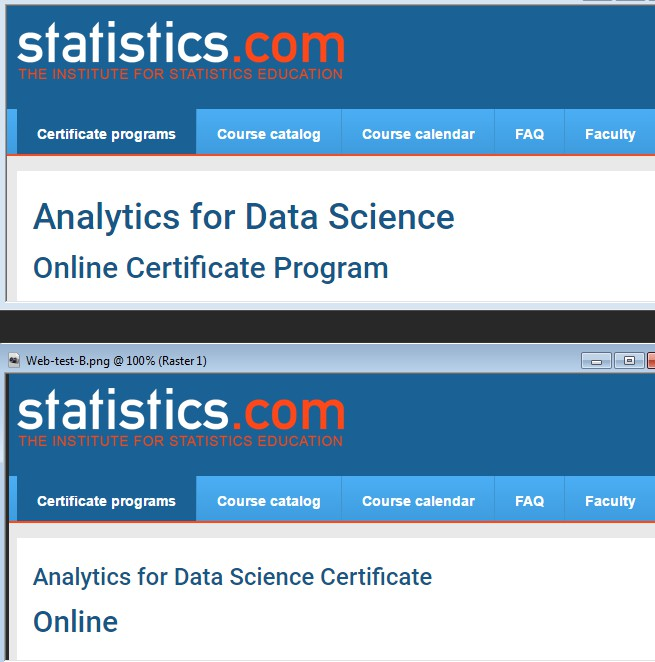 statistics.com
THE INSTITUTE FOR STATISTICS EDUCATION
Certificate programs Course catalog Course calendar FAQ Faculty
Analytics for Data Science
Online Certificate Program
Web-test-B.png @ 100% (Raster 1)
statistics.com
THE INSTITUTE FOR STATISTICS EDUCATION
Certificate programs Course catalog Course calendar FAQ Faculty
Analytics for Data Science Certificate
Online